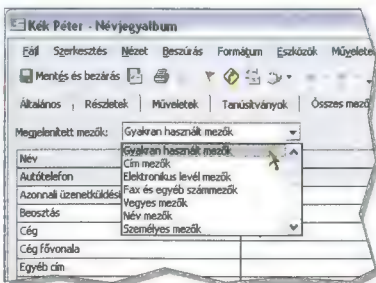 Kék Péter - Névjegyalbum
Fájl Szerkesztés Nézet Beszúrás Formátum Eszközök Műveletek
Mentés és bezárás
Általános Részletek Műveletek Tanúsítványok Összes mező
Megjelenített mezők: Gyakran használt mezők
Gyakran használt mezők
Név
Cím mezők
Autótelefon
Elektronikus levél mezők
Azonnali üzenetküldési
Fax és egyéb számmezők
Vegyes mezők
Beosztás
Név mezők
Cég
Személyes mezők
Cég fővonala
Egyéb cím